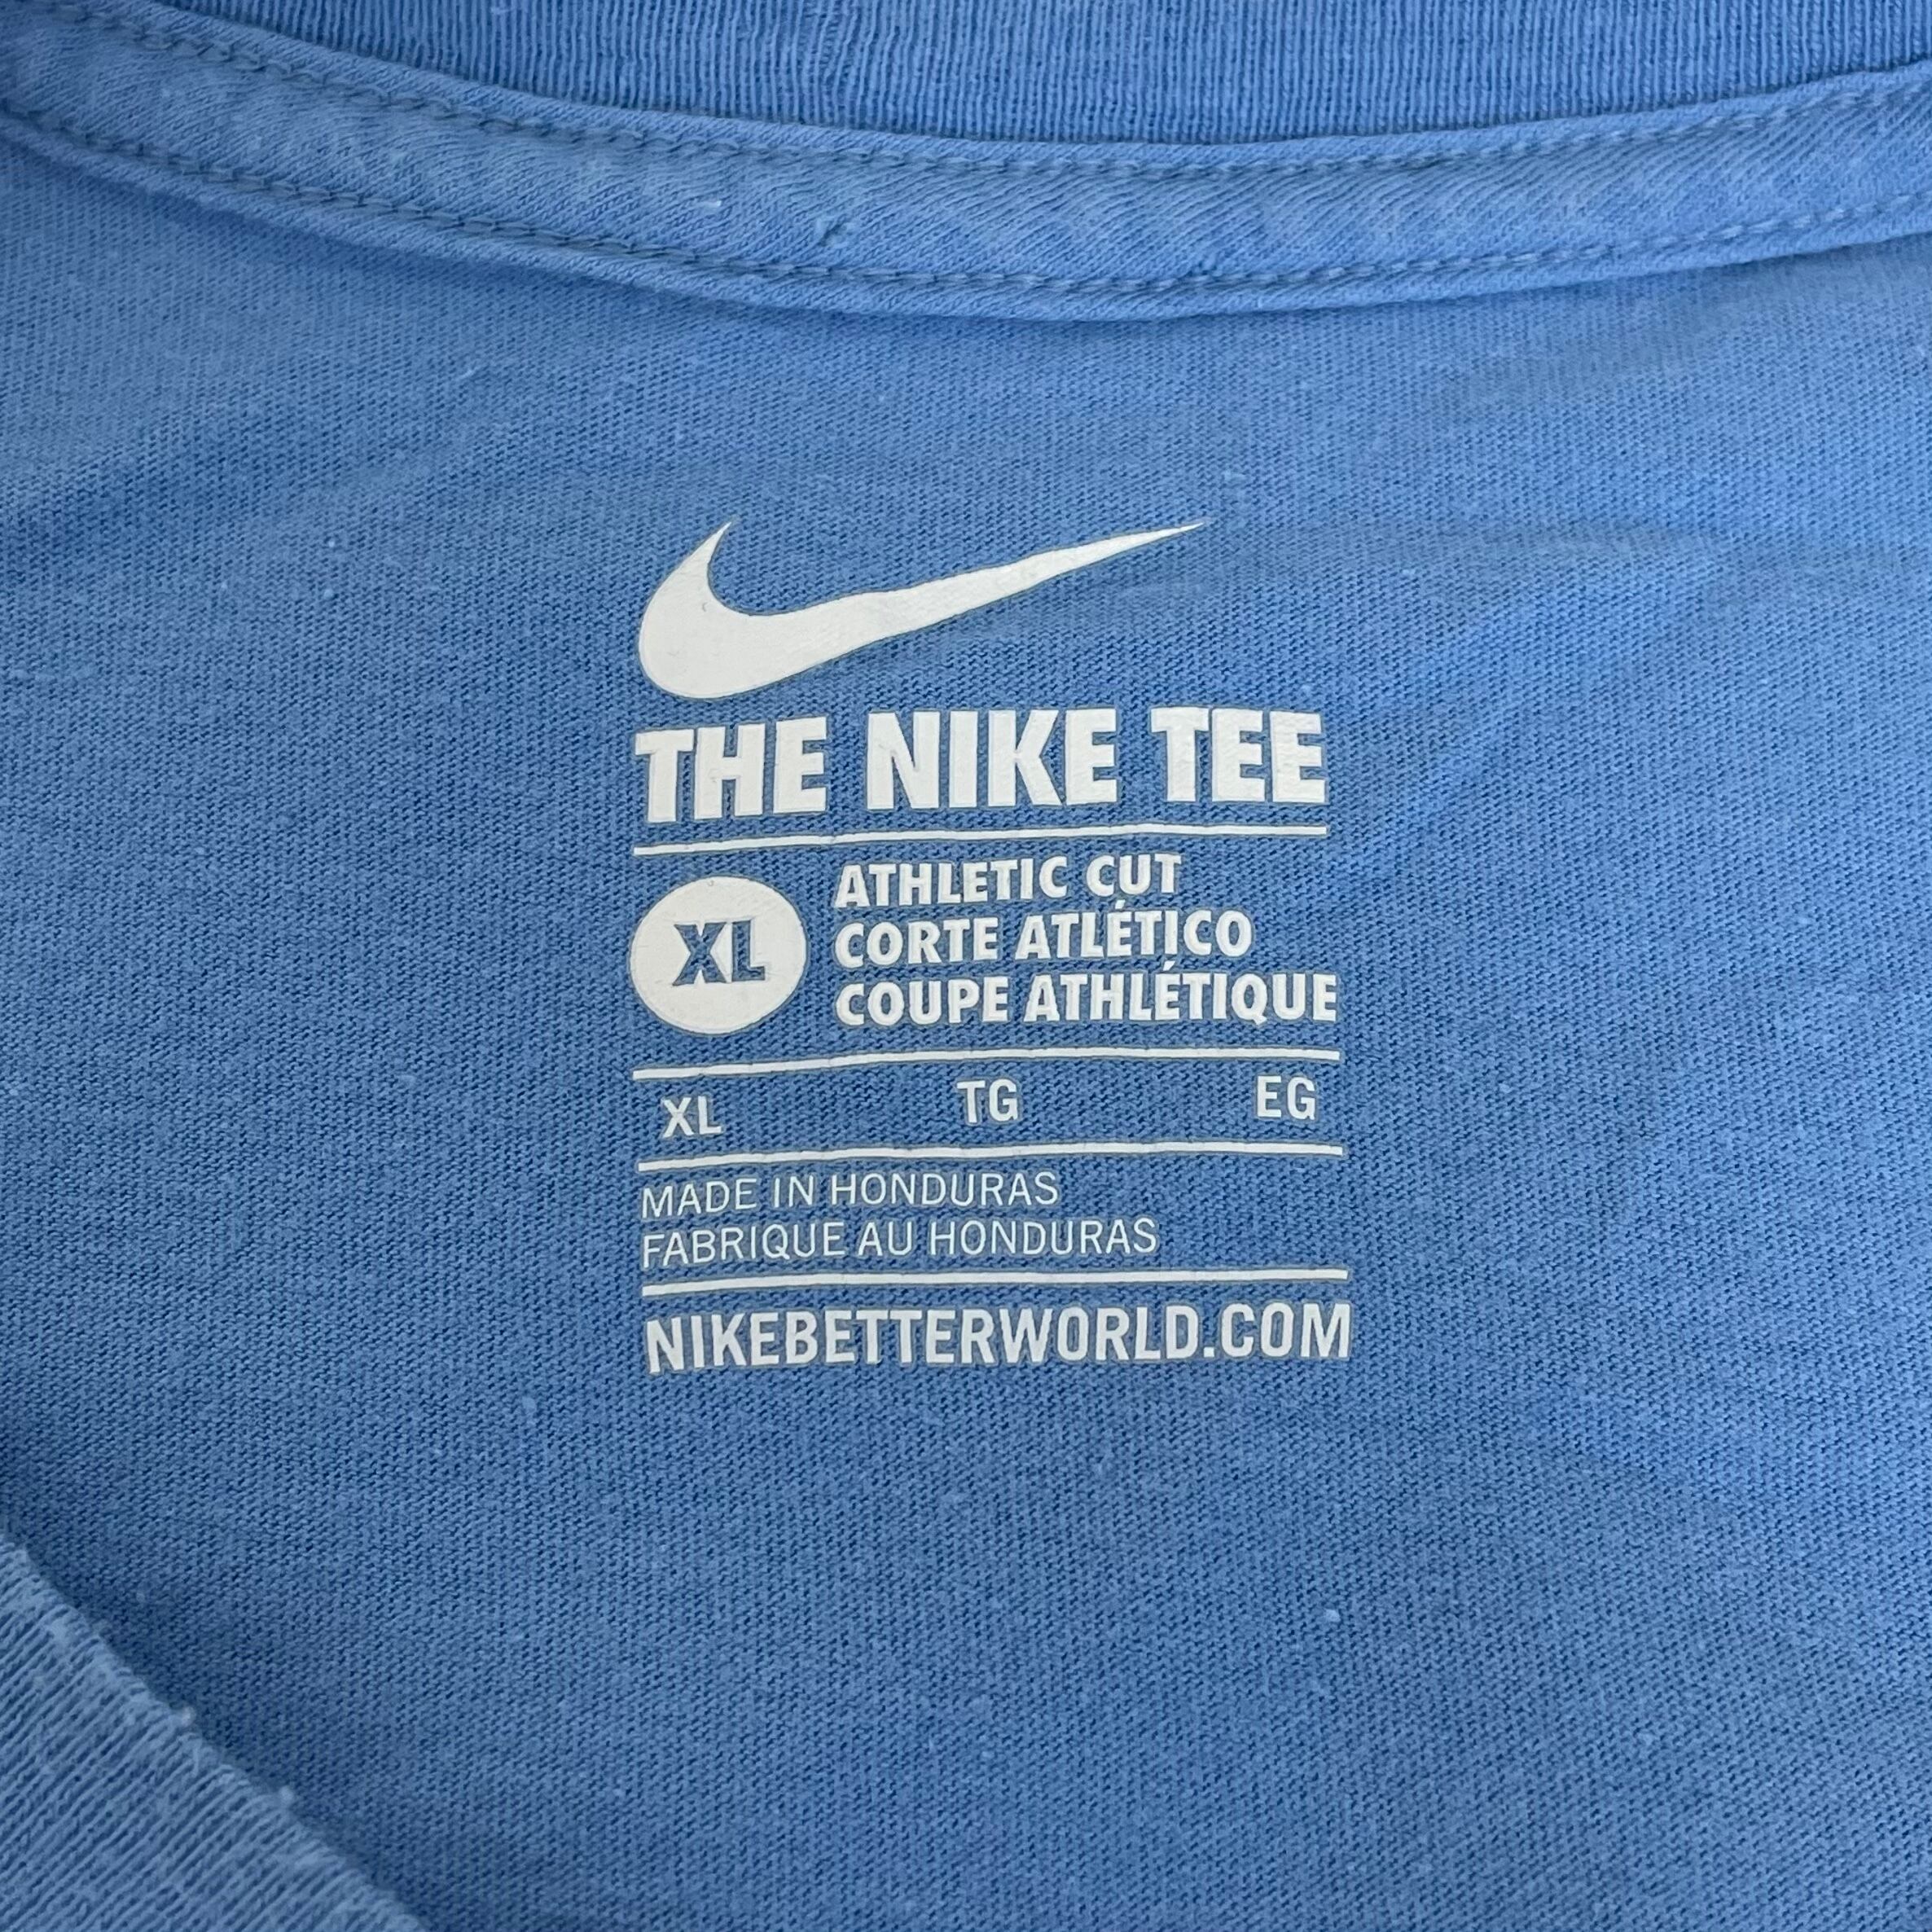 THE NIKE TEE
XL
ATHLETIC CUT
CORTE ATLÉTICO
COUPE ATHLÉTIQUE
XL TG EG
MADE IN HONDURAS
FABRIQUE AU HONDURAS
NIKEBETTERWORLD.COM